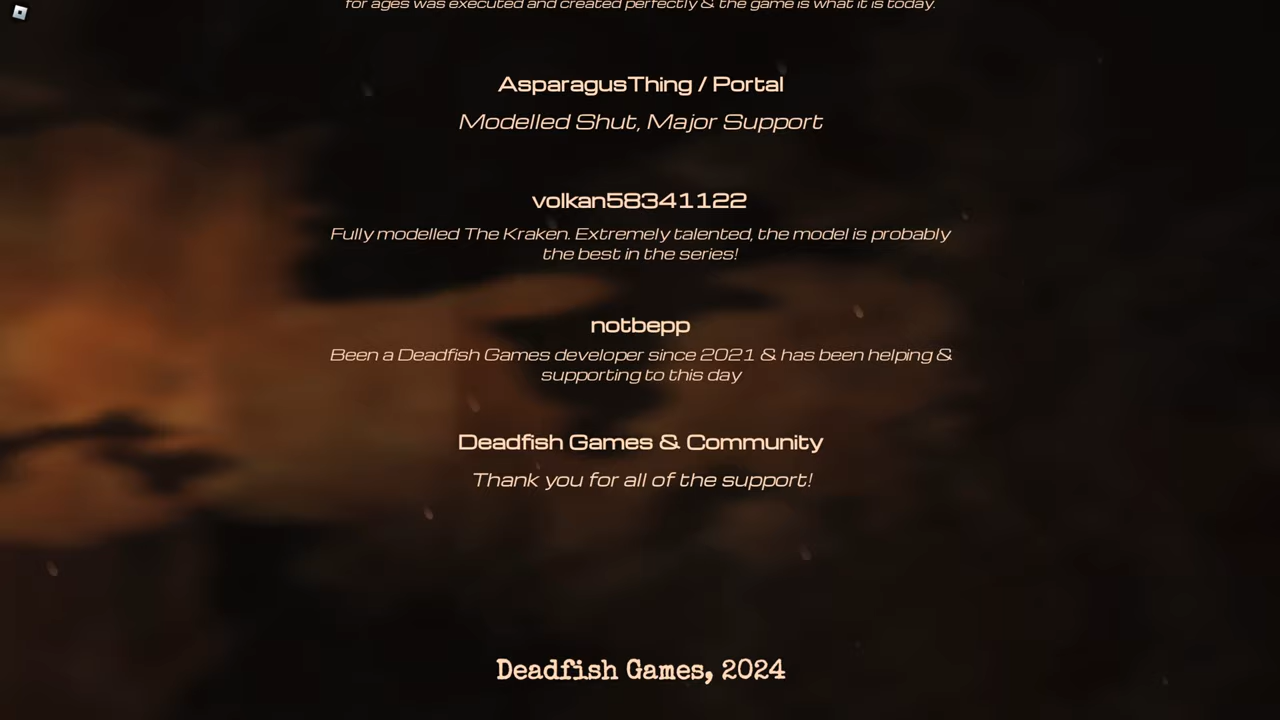 for ages was executed and created perfectly & the game is what it is today.
AsparagusThing / Portal
Modelled Shut, Major Support
volkan58341122
Fully modelled The Kraken. Extremely talented, the model is probably
the best in the series!
notbepp
Been a Deadfish Games developer since 2021 & has been helping &
supporting to this day
Deadfish Games & Community
Thank you for all of the support!
Deadfish Games, 2024